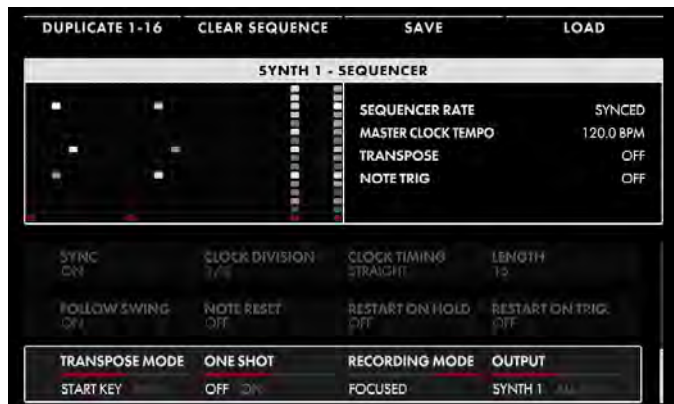 DUPLICATE 1-16 CLEAR SEQUENCE SAVE LOAD
SYNTH 1 - SEQUENCER
SEQUENCER RATE SYNCED
MASTER CLOCK TEMPO 120.0 BPM
TRANSPOSE OFF
NOTE TRIG OFF
SYNC CLOCK DIVISION CLOCK TIMING LENGTH
ON STRAIGHT
FOLLOW SWING NOTE RESET RESTART ON HOLD RESTART ON TRIG.
ON OFF OFF OFF
TRANSPOSE MODE ONE SHOT RECORDING MODE OUTPUT
START KEY OFF ON FOCUSED SYNTH 1